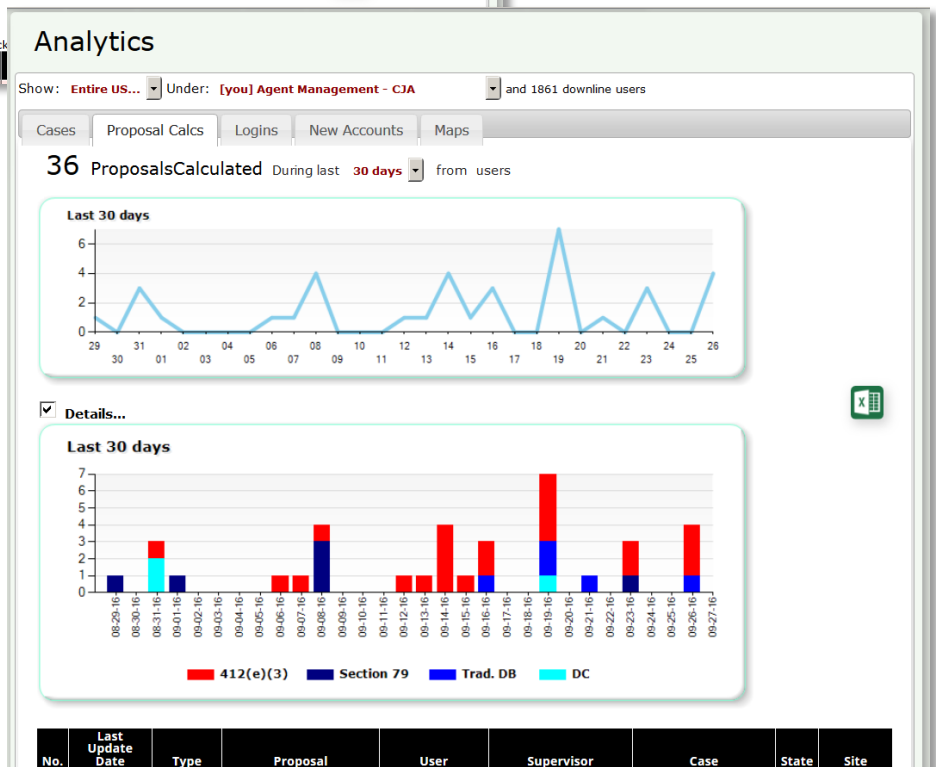 ck
Analytics
Show: Entire US... Under: [you] Agent Management - CJA and 1861 downline users
Cases Proposal Calcs Logins New Accounts Maps
36 ProposalsCalculated During last 30 days from users
Last 30 days
6
4
2
0
29 31 02 04 06 08 10 12 14 16 18 20 22 24 26
30 01 03 05 07 09 11 13 15 17 19 21 23 25
Details...
Last 30 days
7
6
5
4
3
2
1
0
08-29-16 08-30-16 08-31-16 09-01-16 09-02-16 09-03-16 09-04-16 09-05-16 09-06-16 09-07-16 09-08-16 09-09-16 09-10-16 09-11-16 09-12-16 09-13-16 09-14-16 09-15-16 09-16-16 09-17-16 09-18-16 09-19-16 09-20-16 09-21-16 09-22-16 09-23-16 09-24-16 09-25-16 09-26-16 09-27-16
412(e)(3) Section 79 Trad. DB DC
No. Last Update Date Type Proposal User Supervisor Case State Site